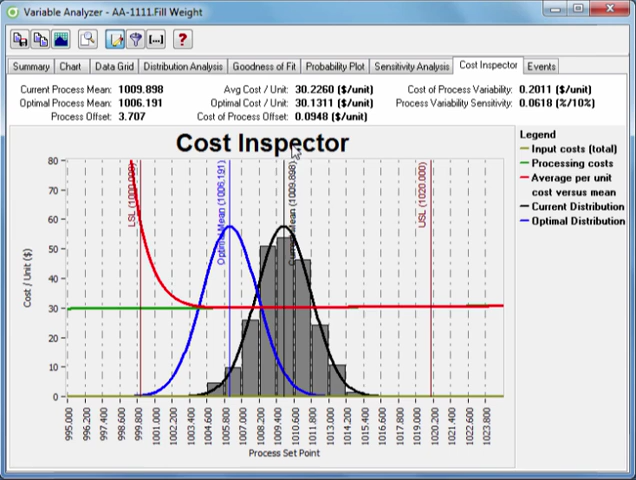 Variable Analyzer - AA-1111.Fill Weight
[...] ?
Summary Chart Data Grid Distribution Analysis Goodness of Fit Probability Plot Sensitivity Analysis Cost Inspector Events
Current Process Mean: 1009.898 Avg Cost / Unit: 30.2260 ($/unit) Cost of Process Variability: 0.2011 ($/unit)
Optimal Process Mean: 1006.191 Optimal Cost / Unit: 30.1311 ($/unit) Process Variability Sensitivity: 0.0618 (%/10%)
Process Offset: 3.707 Cost of Process Offset: 0.0948 ($/unit)
Cost Inspector
Legend
Input costs (total)
Processing costs
Average per unit
cost versus mean
Current Distribution
Optimal Distribution
Cost / Unit ($)
80
70
60
50
40
30
20
10
0
LSL (1000.000)
Optimal Mean (1006.191)
Current Mean (1009.898)
USL (1020.000)
995.000 996.200 997.400 998.600 999.800 1001.000 1002.200 1003.400 1004.600 1005.800 1007.000 1008.200 1009.400 1010.600 1011.800 1013.000 1014.200 1015.400 1016.600 1017.800 1019.000 1020.200 1021.400 1022.600 1023.800
Process Set Point